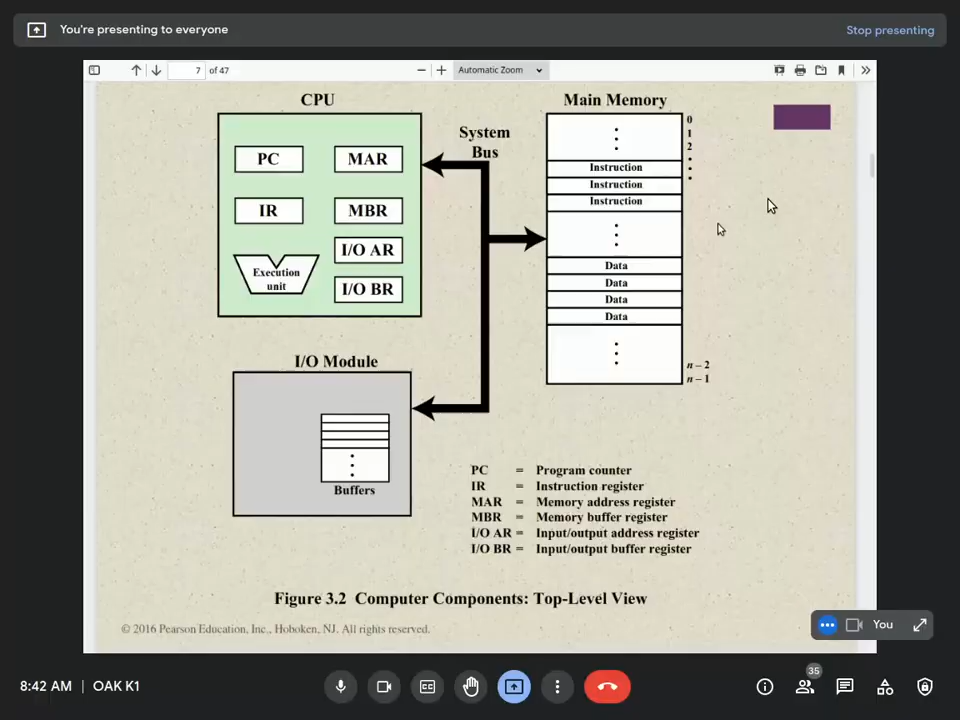 You're presenting to everyone
Stop presenting
7 of 47
Automatic Zoom
CPU
Main Memory
System
Bus
PC
MAR
IR
MBR
I/O AR
Execution
unit
I/O BR
0
1
2
Instruction
Instruction
Instruction
Data
Data
Data
Data
n – 2
n – 1
I/O Module
Buffers
PC = Program counter
IR = Instruction register
MAR = Memory address register
MBR = Memory buffer register
I/O AR = Input/output address register
I/O BR = Input/output buffer register
Figure 3.2 Computer Components: Top-Level View
© 2016 Pearson Education, Inc., Hoboken, NJ. All rights reserved.
You
8:42 AM | OAK K1
CC
35